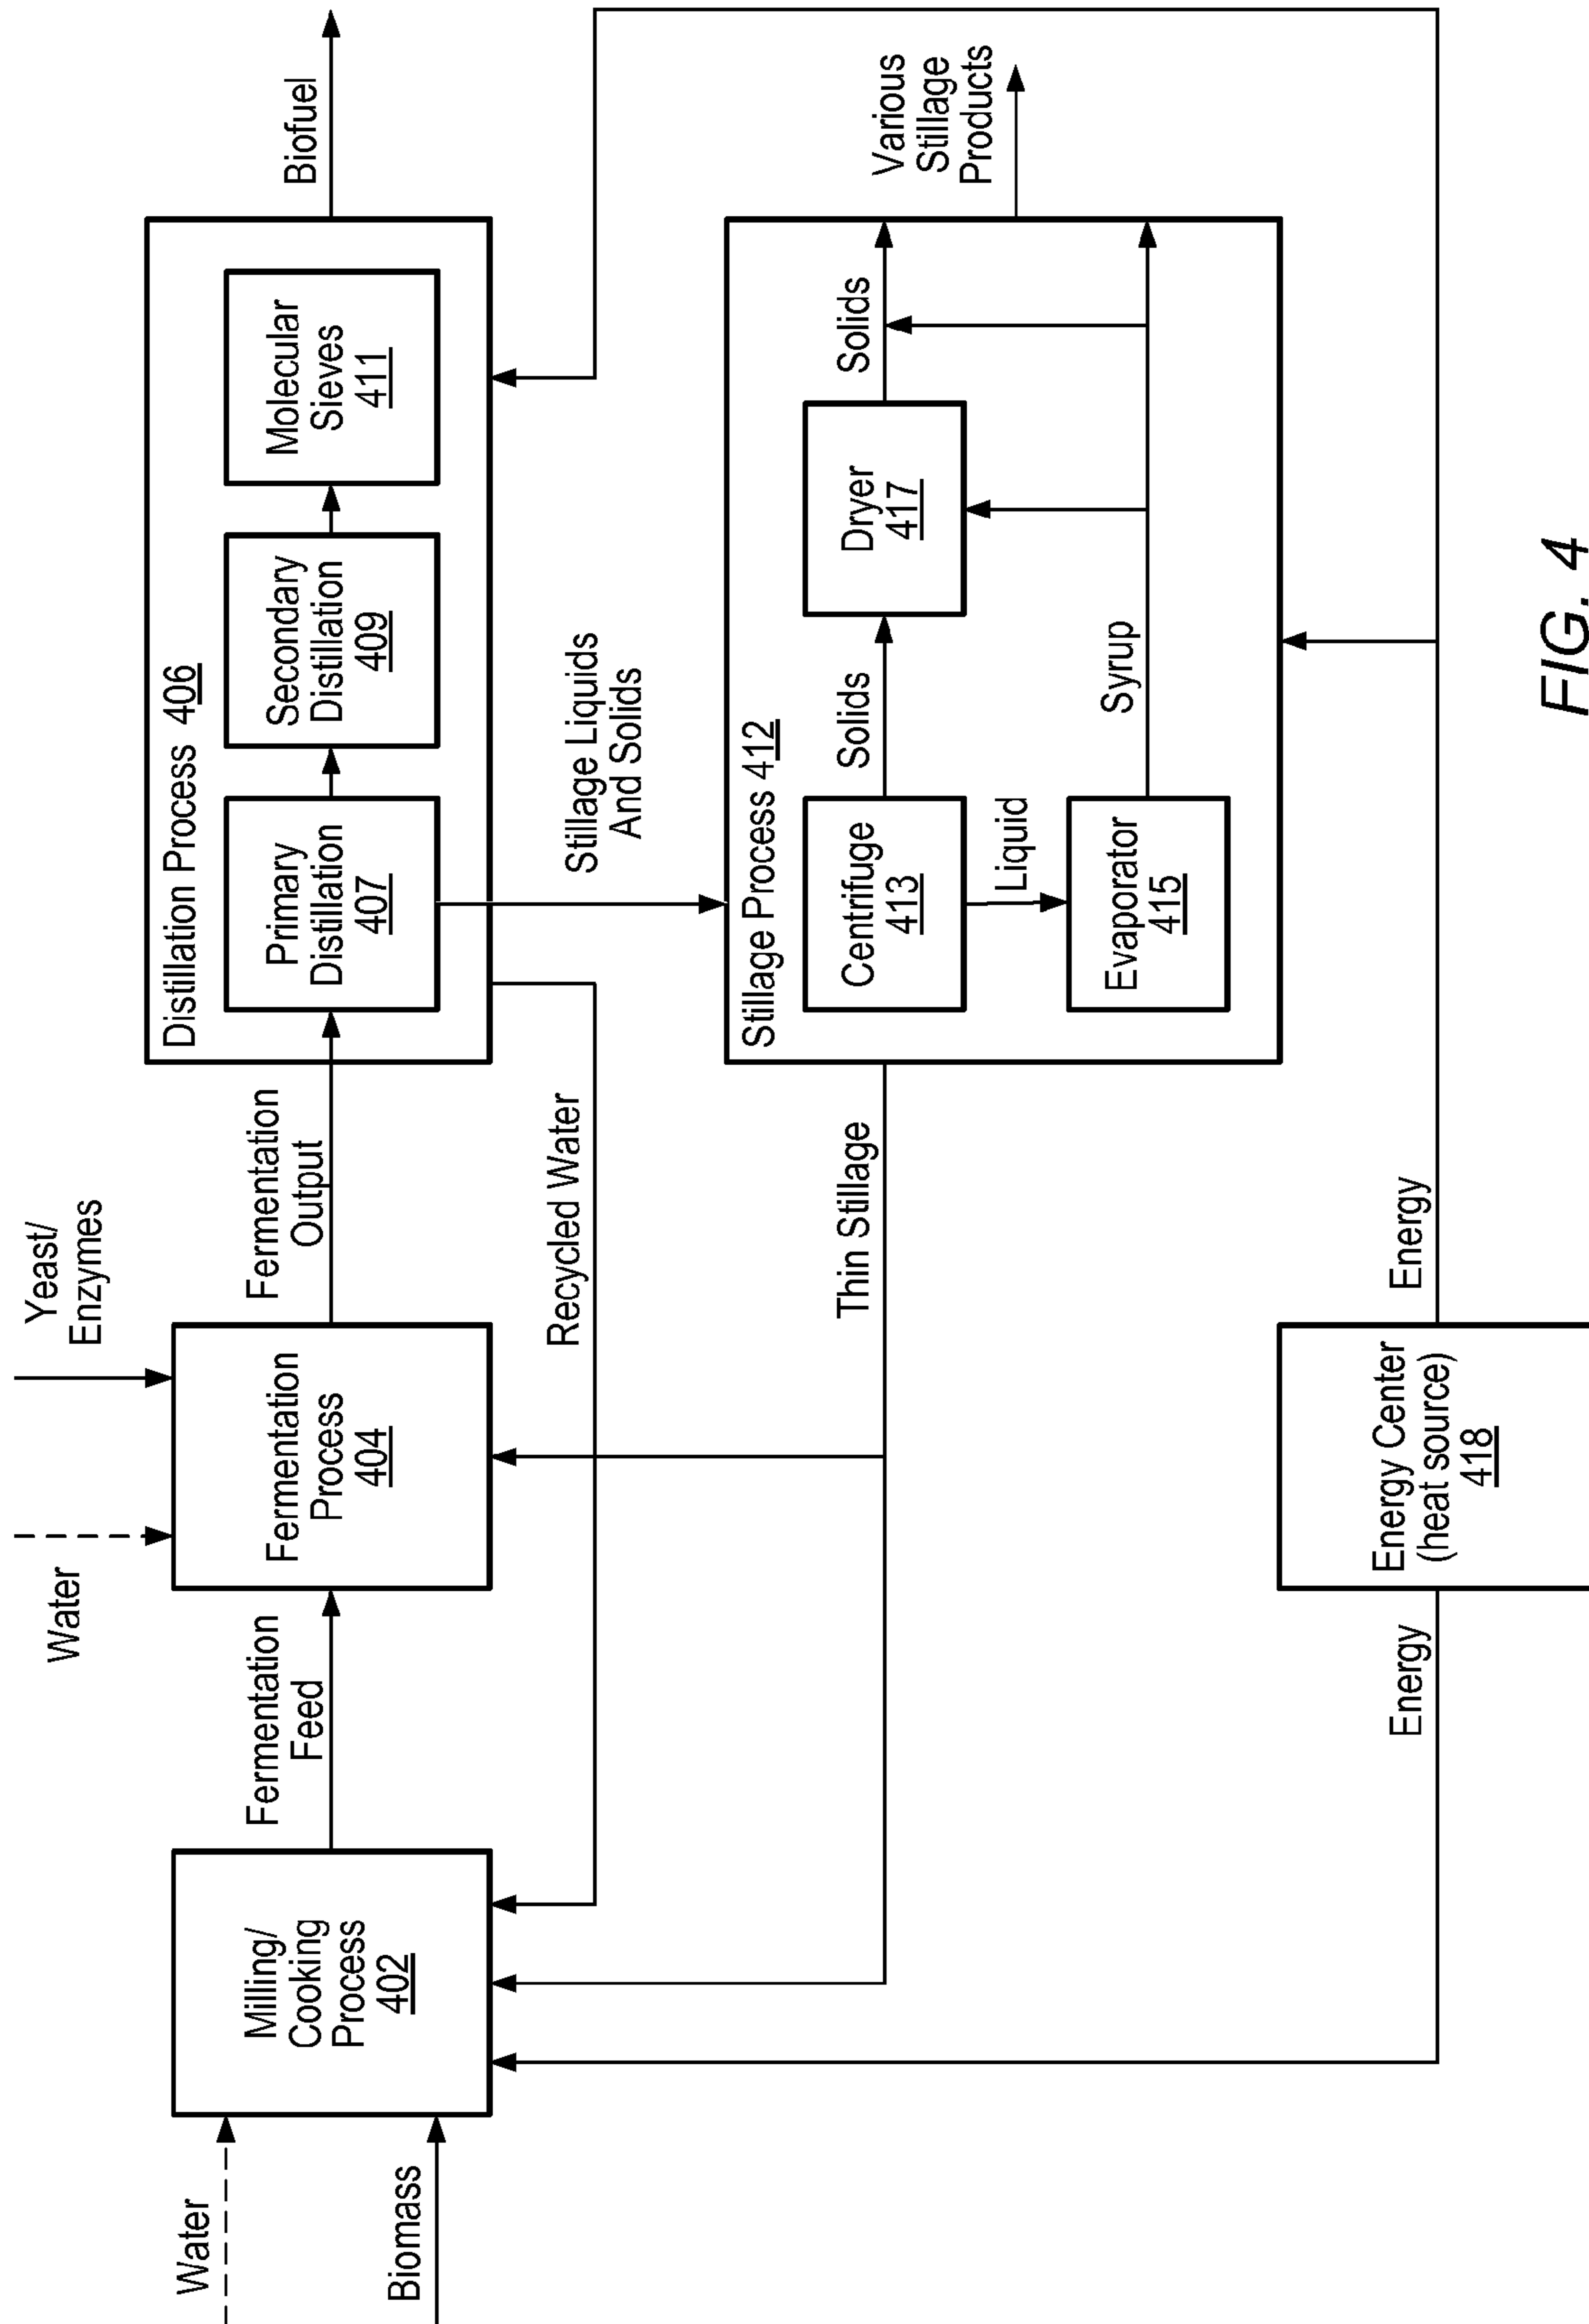 Water
Biomass
Milling/
Cooking
Process
402
Fermentation
Feed
Water
Yeast/
Enzymes
Fermentation
Process
404
Fermentation
Output
Distillation Process 406
Primary
Distillation
407
Secondary
Distillation
409
Molecular
Sieves
411
Biofuel
Recycled Water
Stillage Liquids
And Solids
Thin Stillage
Stillage Process 412
Centrifuge
413
Solids
Dryer
417
Solids
Liquid
Evaporator
415
Syrup
Various
Stillage
Products
Energy
Energy Center
(heat source)
418
Energy
FIG. 4